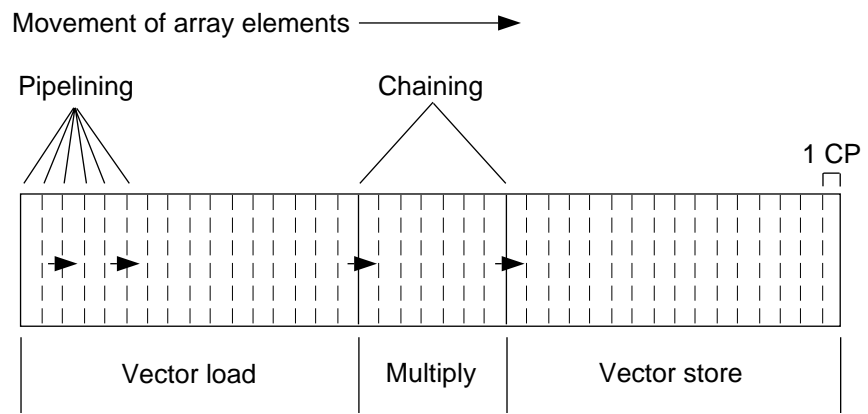 Movement of array elements
Pipelining
Chaining
1 CP
Vector load
Multiply
Vector store